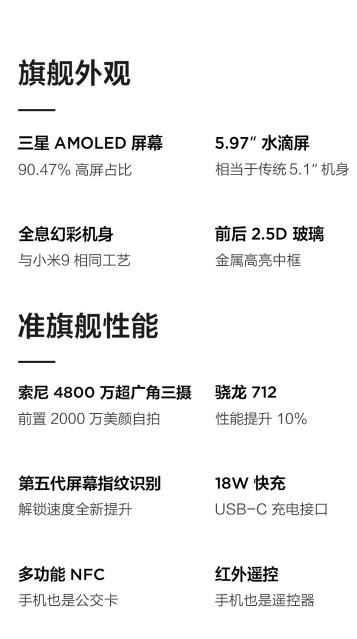 旗舰外观
三星 AMOLED 屏幕
90.47% 高屏占比
5.97” 水滴屏
相当于传统 5.1” 机身
全息幻彩机身
与小米9 相同工艺
前后 2.5D 玻璃
金属高亮中框
准旗舰性能
索尼 4800 万超广角三摄
前置 2000 万美颜自拍
骁龙 712
性能提升 10%
第五代屏幕指纹识别
解锁速度全新提升
18W 快充
USB-C 充电接口
多功能 NFC
手机也是公交卡
红外遥控
手机也是遥控器